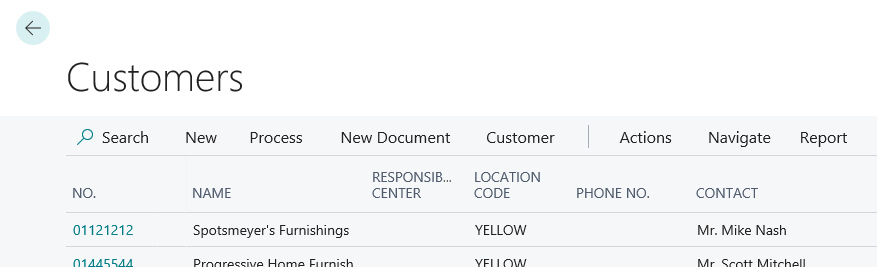 Customers
Search New Process New Document Customer Actions Navigate Report
NO. NAME RESPONSIB... CENTER LOCATION CODE PHONE NO. CONTACT
01121212 Spotsmeyer's Furnishings YELLOW Mr. Mike Nash
01445544 Progressive Home Furnish YELLOW Mr. Scott Mitchell